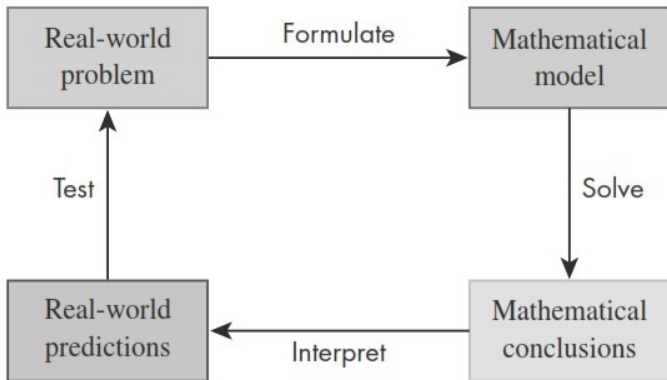 Real-world
problem
Formulate
Mathematical
model
Test
Solve
Real-world
predictions
Interpret
Mathematical
conclusions